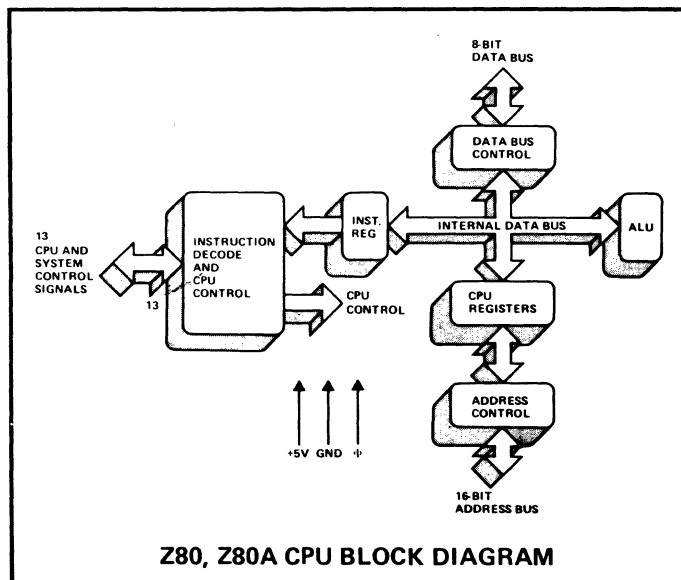 8-BIT
DATA BUS
DATA BUS
CONTROL
13
CPU AND
SYSTEM
CONTROL
SIGNALS
13
INSTRUCTION
DECODE
AND
CPU
CONTROL
INST.
REG
INTERNAL DATA BUS
ALU
CPU
CONTROL
CPU
REGISTERS
ADDRESS
CONTROL
+5V GND Φ
16-BIT
ADDRESS BUS
Z80, Z80A CPU BLOCK DIAGRAM